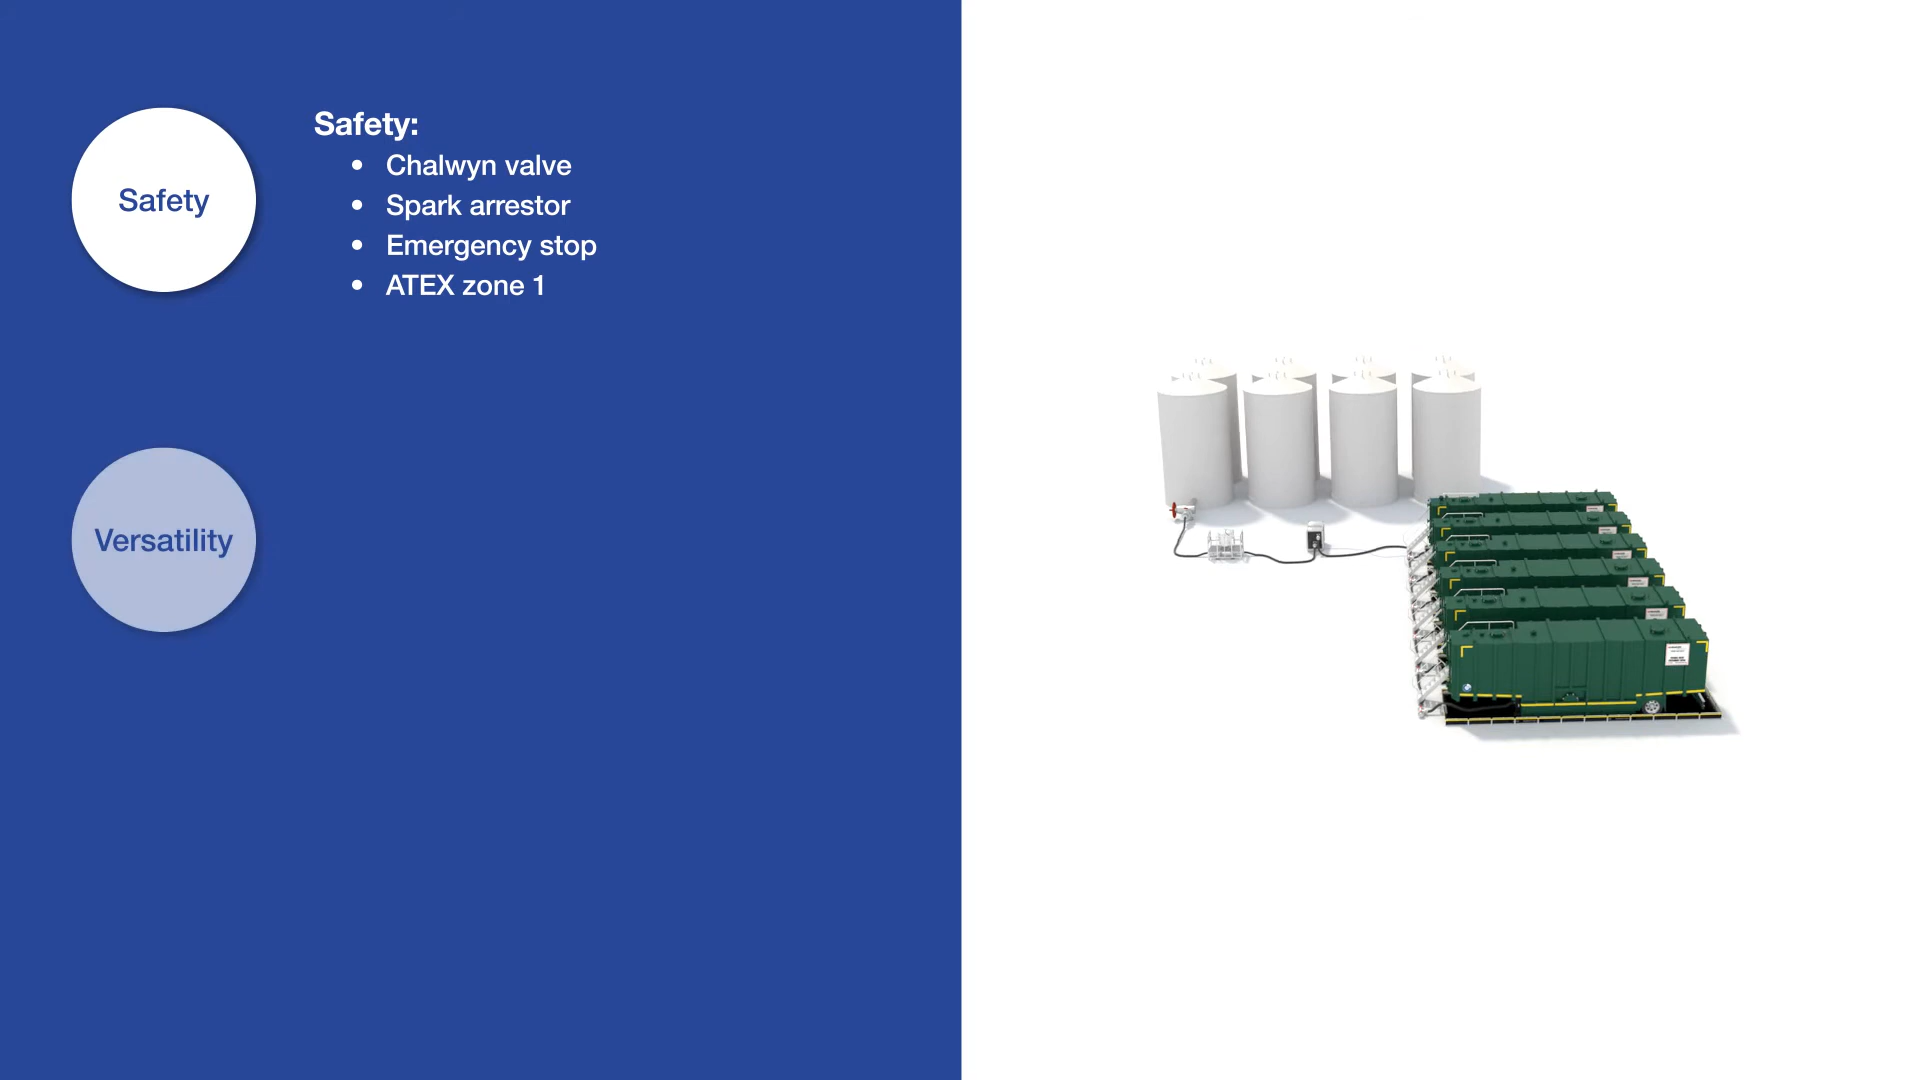 Safety
Safety:
• Chalwyn valve
• Spark arrestor
• Emergency stop
• ATEX zone 1
Versatility